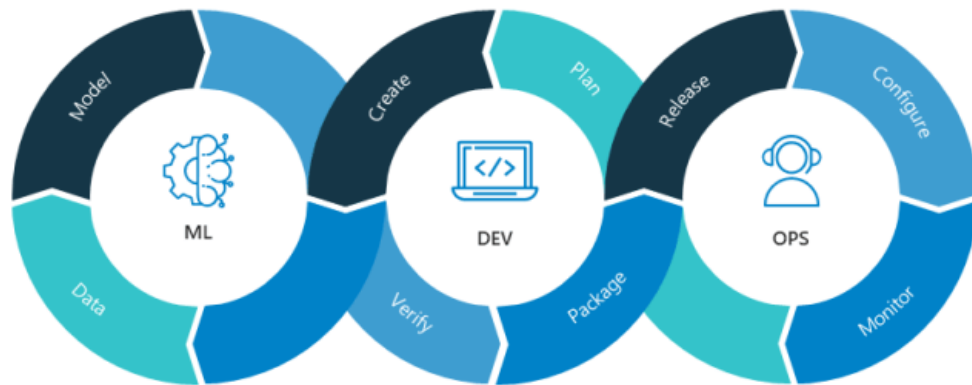 Model
Data
ML
Create
Plan
Verify
Package
</>
DEV
Release
Configure
Monitor
OPS